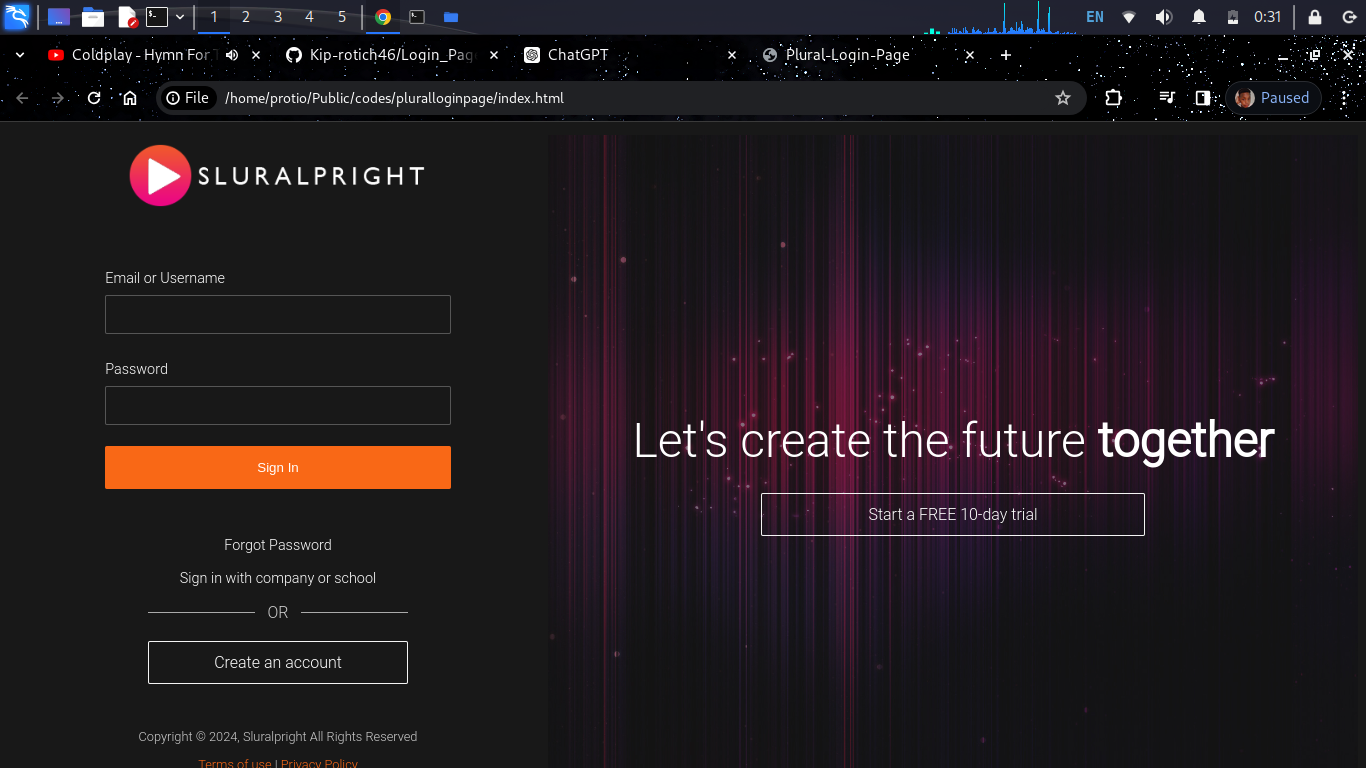 1 2 3 4 5 EN 0:31
Coldplay - Hymn For T Kip-rotich46/Login_Page ChatGPT Plural-Login-Page
File /home/protio/Public/codes/pluralloginpage/index.html Paused
SLURALPRIGHT
Email or Username
Password
Sign In
Forgot Password
Sign in with company or school
OR
Create an account
Copyright © 2024, Sluralpright All Rights Reserved
Terms of use | Privacy Policy
Let's create the future together
Start a FREE 10-day trial